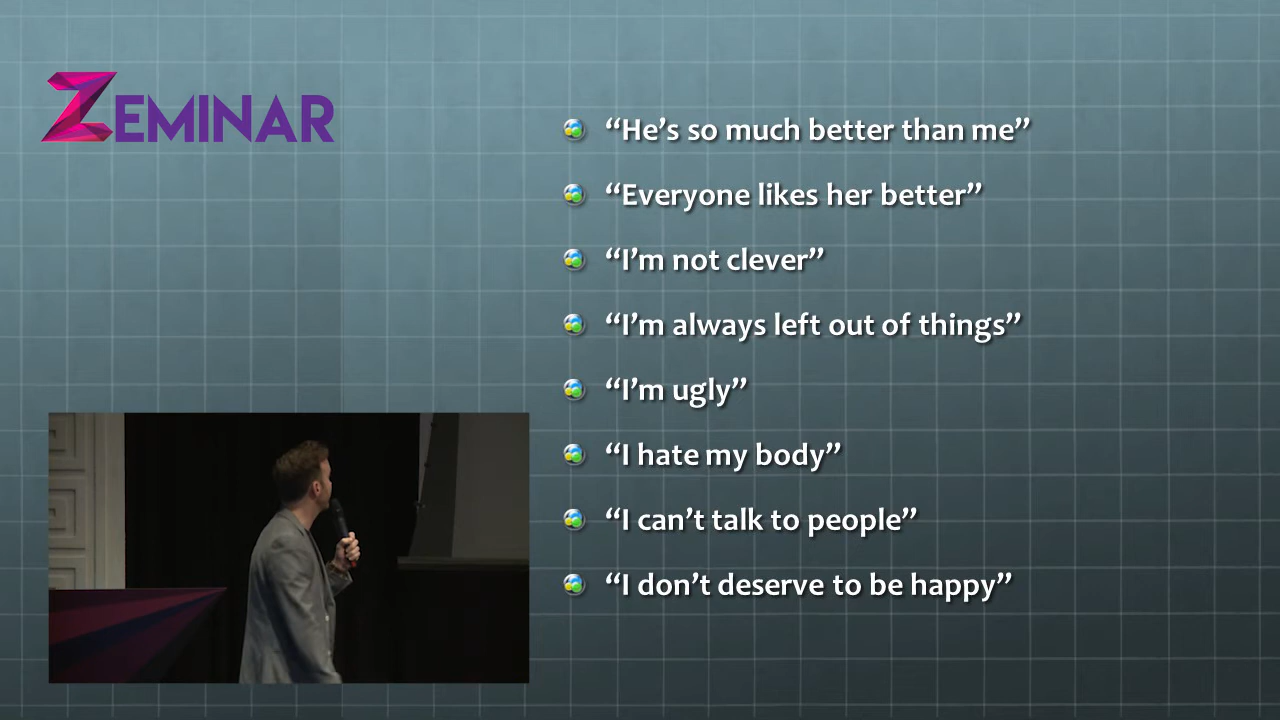 ZEMINAR
“He’s so much better than me”
“Everyone likes her better”
“I’m not clever”
“I’m always left out of things”
“I’m ugly”
“I hate my body”
“I can’t talk to people”
“I don’t deserve to be happy”